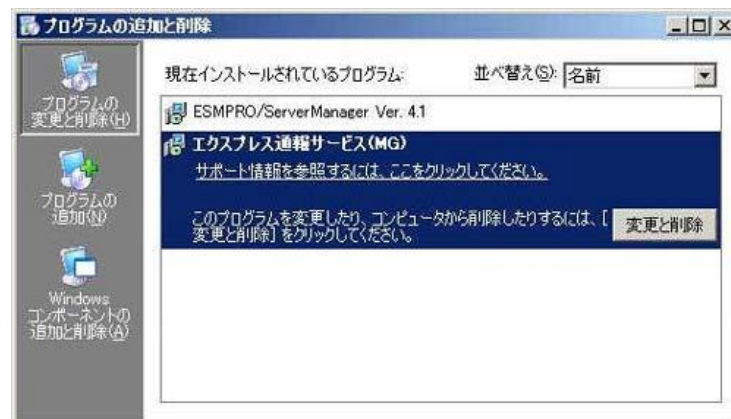 プログラムの追加と削除
プログラムの
変更と削除(H)
プログラムの
追加(N)
Windows
コンポーネントの
追加と削除(A)
現在インストールされているプログラム:
並べ替え(S):
名前
ESMPRO/ServerManager Ver. 4.1
エクスプレス通報サービス(MG)
サポート情報を参照するには、ここをクリックしてください。
このプログラムを変更したり、コンピュータから削除したりするには、[
変更と削除] をクリックしてください。
変更と削除